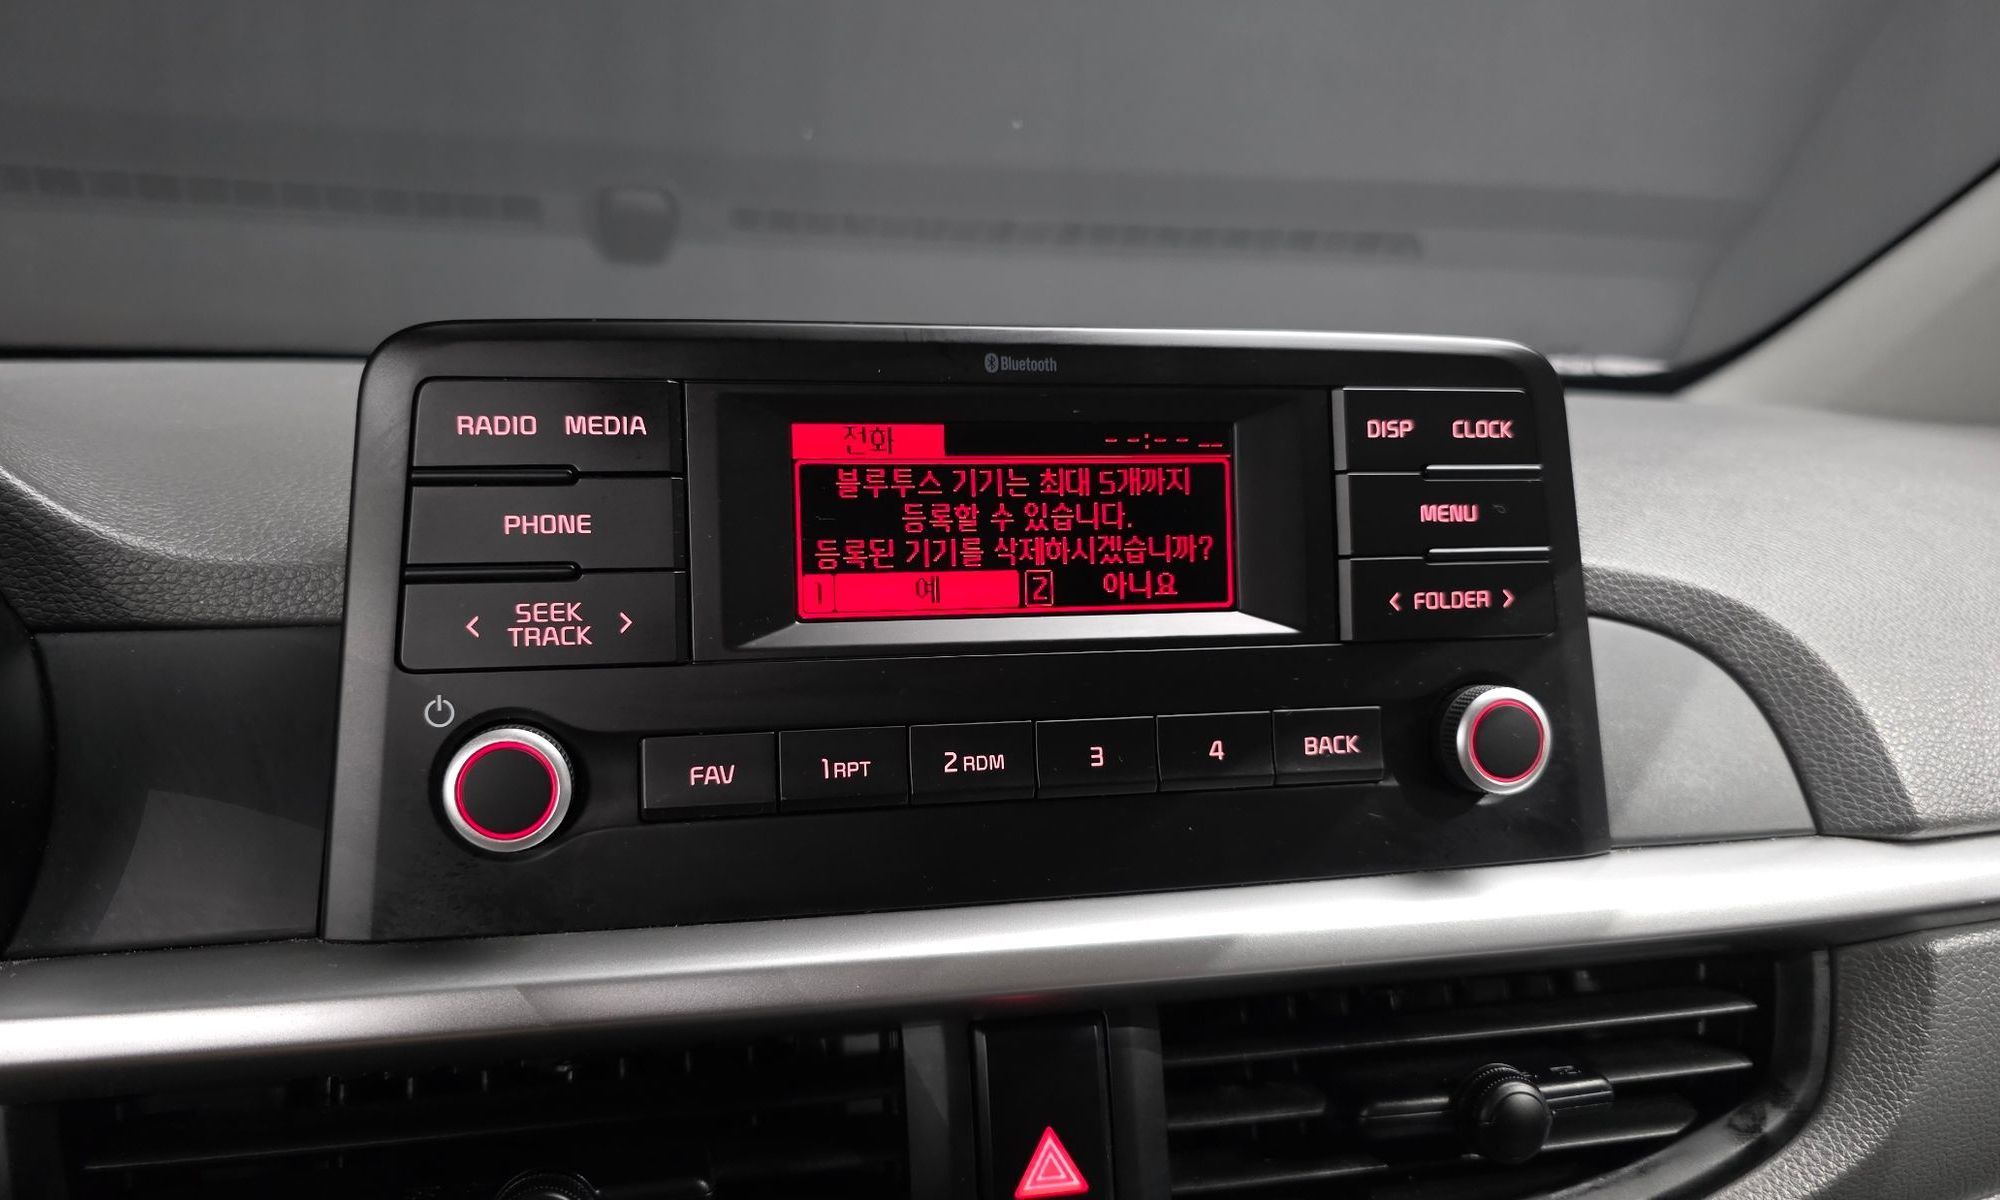 Bluetooth
RADIO MEDIA
PHONE
SEEK
TRACK
전화
--:-- --
블루투스 기기는 최대 5개까지
등록할 수 있습니다.
등록된 기기를 삭제하시겠습니까?
1 예 2 아니요
DISP CLOCK
MENU
FOLDER
FAV
1 RPT
2 RDM
3
4
BACK